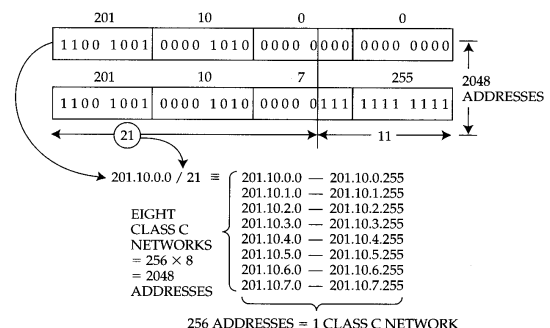 201 10 0 0
1100 1001 0000 1010 0000 0000 0000 0000
201 10 7 255
1100 1001 0000 1010 0000 0111 1111 1111
2048
ADDRESSES
21 11
201.10.0.0 / 21 ≡
201.10.0.0 — 201.10.0.255
201.10.1.0 — 201.10.1.255
201.10.2.0 — 201.10.2.255
201.10.3.0 — 201.10.3.255
201.10.4.0 — 201.10.4.255
201.10.5.0 — 201.10.5.255
201.10.6.0 — 201.10.6.255
201.10.7.0 — 201.10.7.255
EIGHT
CLASS C
NETWORKS
= 256 × 8
= 2048
ADDRESSES
256 ADDRESSES = 1 CLASS C NETWORK